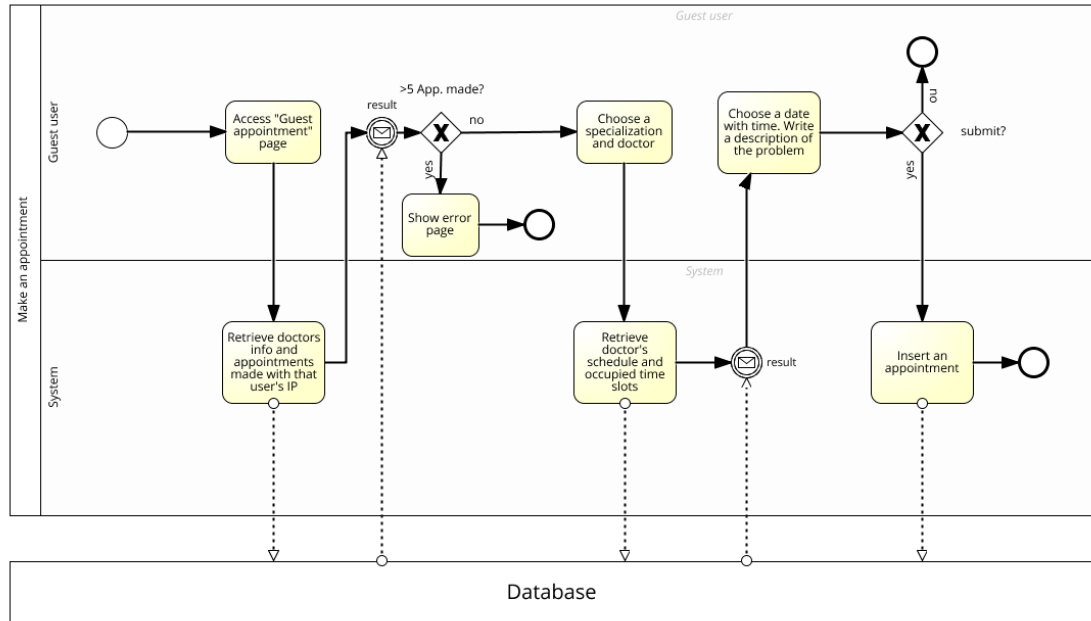 Guest user
Make an appointment
Guest user
>5 App. made?
result
Access "Guest
appointment"
page
no
yes
Show error
page
Choose a
specialization
and doctor
Choose a date
with time. Write
a description of
the problem
no
submit?
yes
System
System
Retrieve doctors
info and
appointments
made with that
user's IP
Retrieve
doctor's
schedule and
occupied time
slots
result
Insert an
appointment
Database